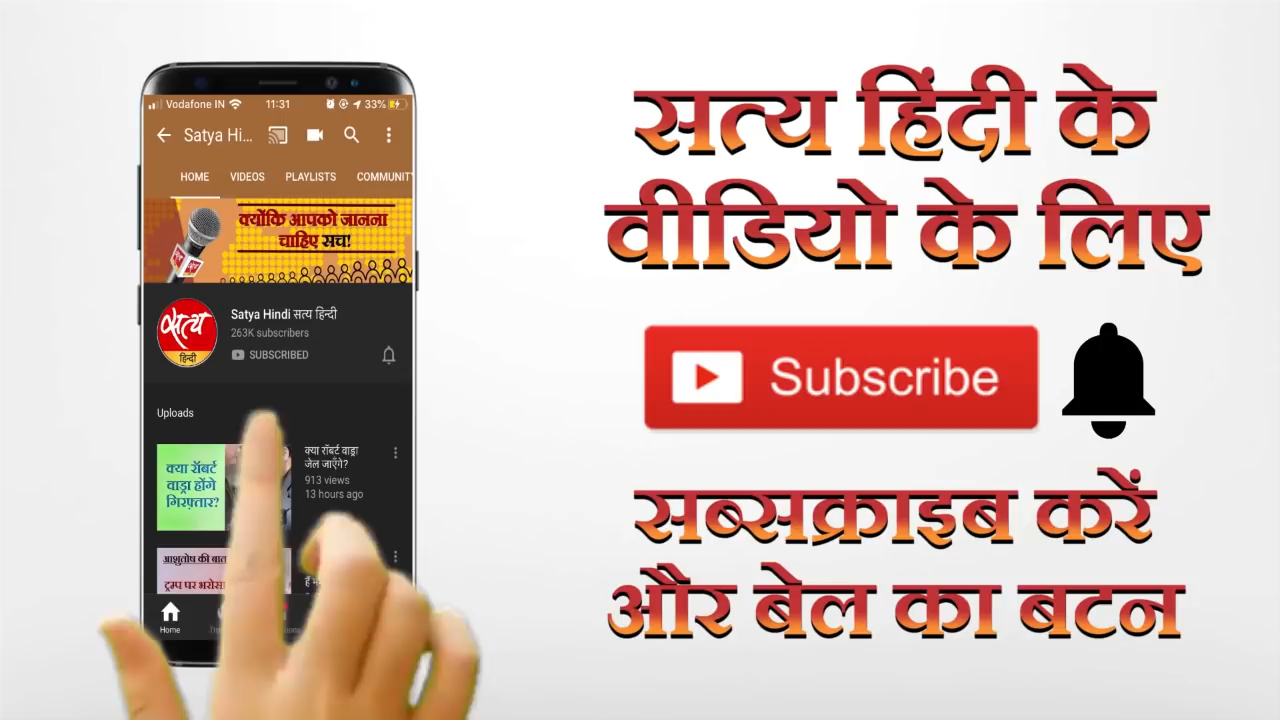 Vodafone IN 11:31 33%
Satya Hi...
HOME VIDEOS PLAYLISTS COMMUNIT
क्योंकि आपको जानना
चाहिए सच!
सत्य
हिन्दी
Satya Hindi सत्य हिन्दी
263K subscribers
SUBSCRIBED
Uploads
क्या रॉबर्ट
वाड्रा होंगे
गिरफ़्तार?
क्या रॉबर्ट वाड्रा
जेल जाएँगे?
913 views
13 hours ago
आशुतोष की बात
ट्रम्प पर भरोसा
Home
सत्य हिंदी के
वीडियो के लिए
Subscribe
सब्सक्राइब करें
और बेल का बटन